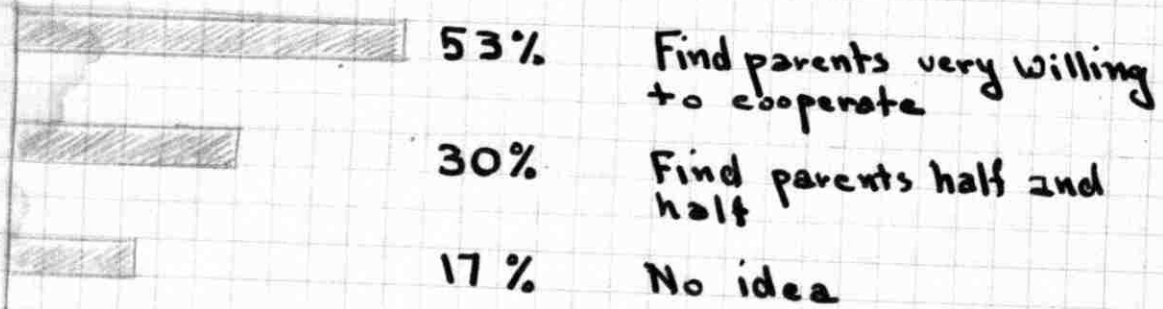 53% Find parents very willing
to cooperate
30% Find parents half and
half
17% No idea